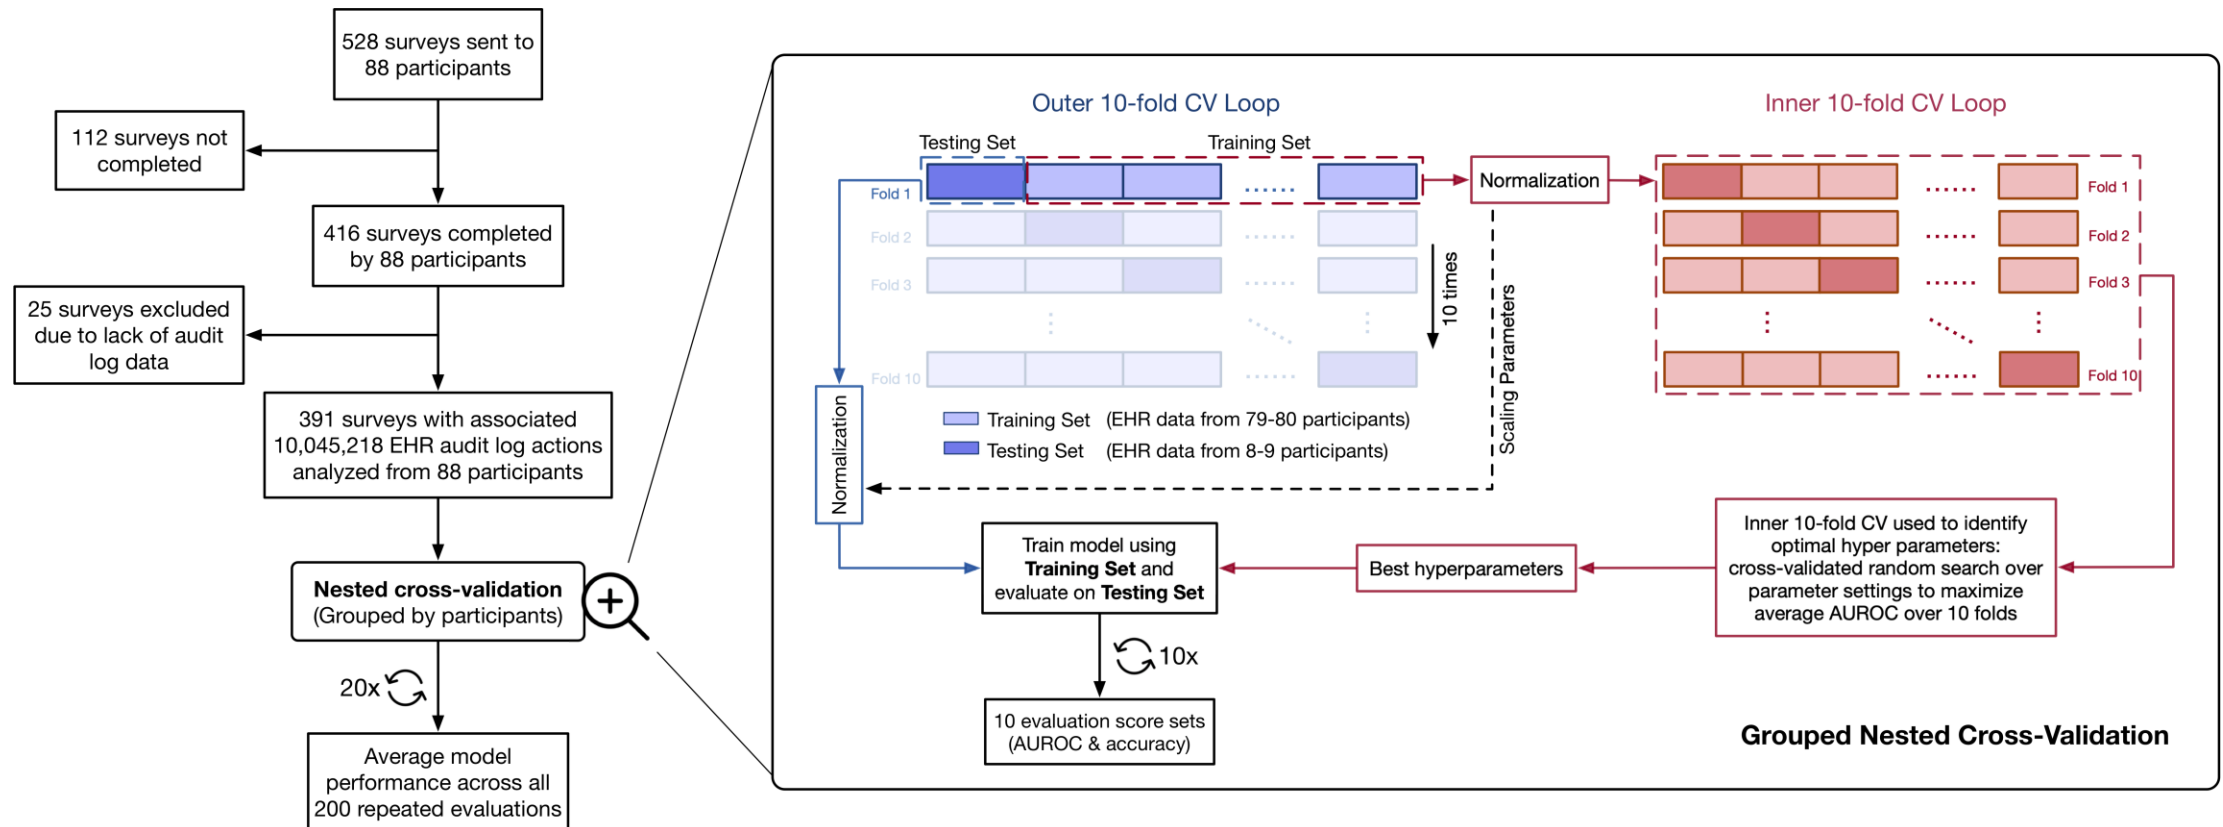 528 surveys sent to
88 participants
112 surveys not
completed
416 surveys completed
by 88 participants
25 surveys excluded
due to lack of audit
log data
391 surveys with associated
10,045,218 EHR audit log actions
analyzed from 88 participants
Nested cross-validation
(Grouped by participants)
20x
Average model
performance across all
200 repeated evaluations
Outer 10-fold CV Loop
Testing Set
Training Set
Fold 1
Fold 2
Fold 3
Fold 10
10 times
Training Set (EHR data from 79-80 participants)
Testing Set (EHR data from 8-9 participants)
Normalization
Scaling Parameters
Normalization
Inner 10-fold CV Loop
Fold 1
Fold 2
Fold 3
Fold 10
Inner 10-fold CV used to identify
optimal hyper parameters:
cross-validated random search over
parameter settings to maximize
average AUROC over 10 folds
Best hyperparameters
Train model using
Training Set and
evaluate on Testing Set
10x
10 evaluation score sets
(AUROC & accuracy)
Grouped Nested Cross-Validation